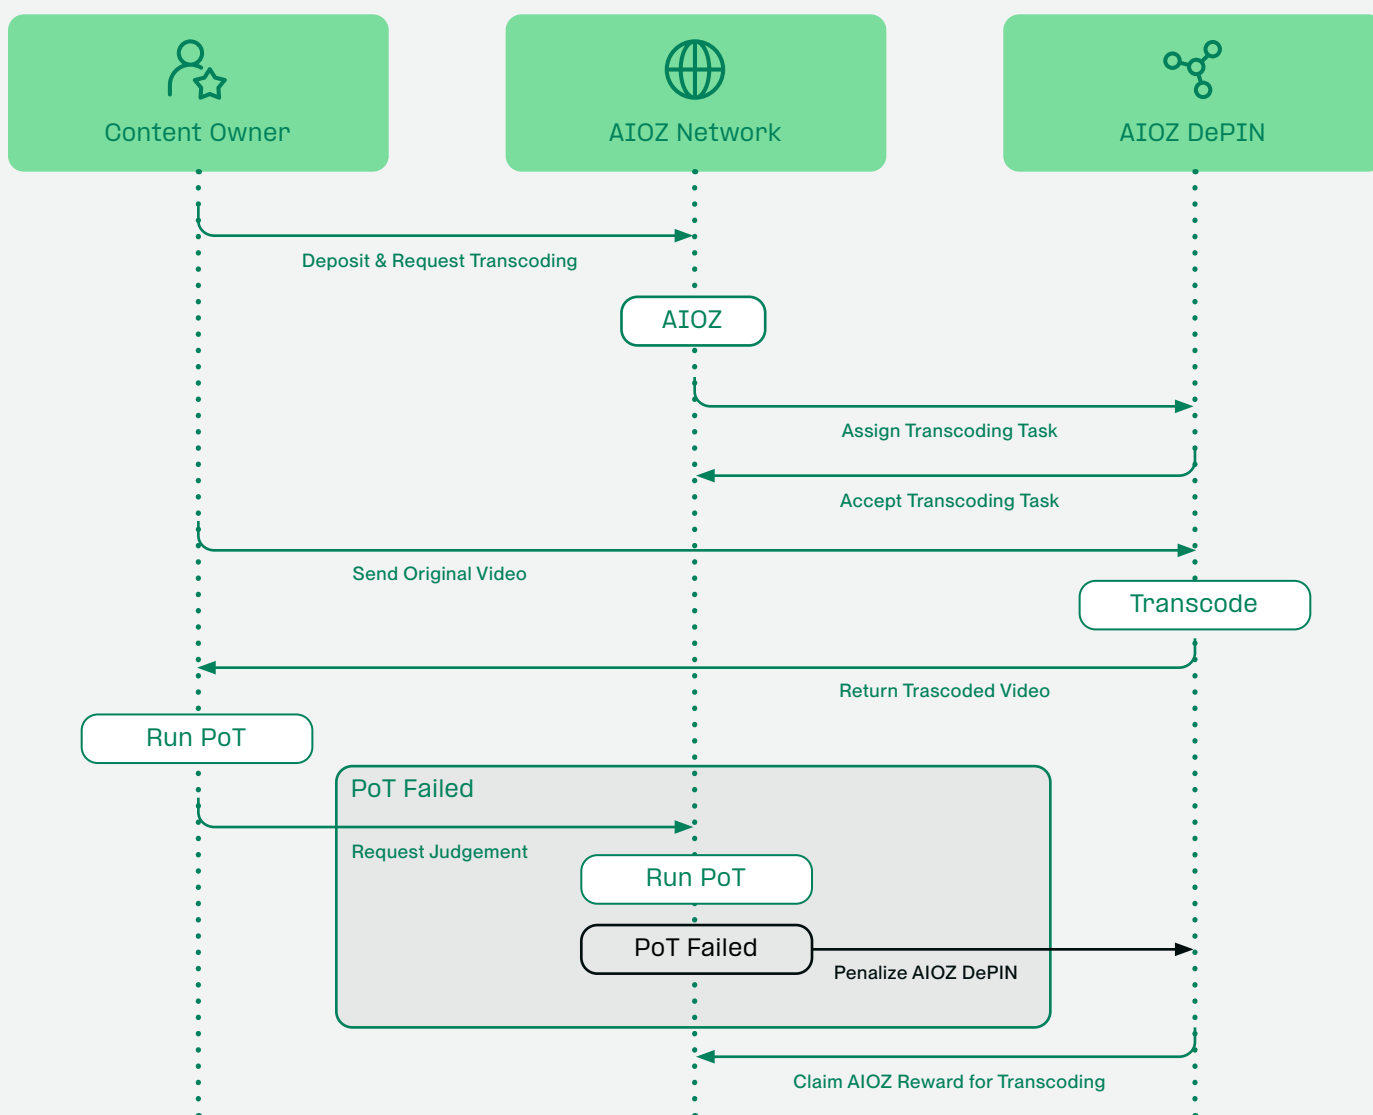 Content Owner
AIOZ Network
AIOZ DePIN
Deposit & Request Transcoding
AIOZ
Assign Transcoding Task
Accept Transcoding Task
Send Original Video
Transcode
Return Trascoded Video
Run PoT
PoT Failed
Request Judgement
Run PoT
PoT Failed
Penalize AIOZ DePIN
Claim AIOZ Reward for Transcoding